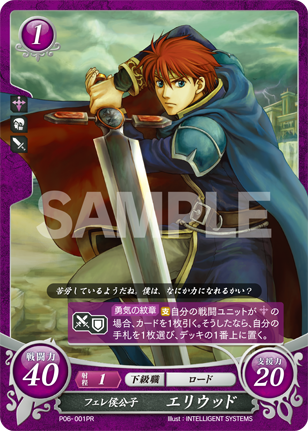 1
SAMPLE
苦労しているようだね。僕は、なにか力になれるかい？
勇気の紋章 支 自分の戦闘ユニットが
の場合、カードを1枚引く。そうしたなら、自分の
手札を1枚選び、デッキの1番上に置く。
戦闘力
40
射程 1
下級職
ロード
支援力
20
フェレ侯公子
エリウッド
P06-001PR
Illust：INTELLIGENT SYSTEMS